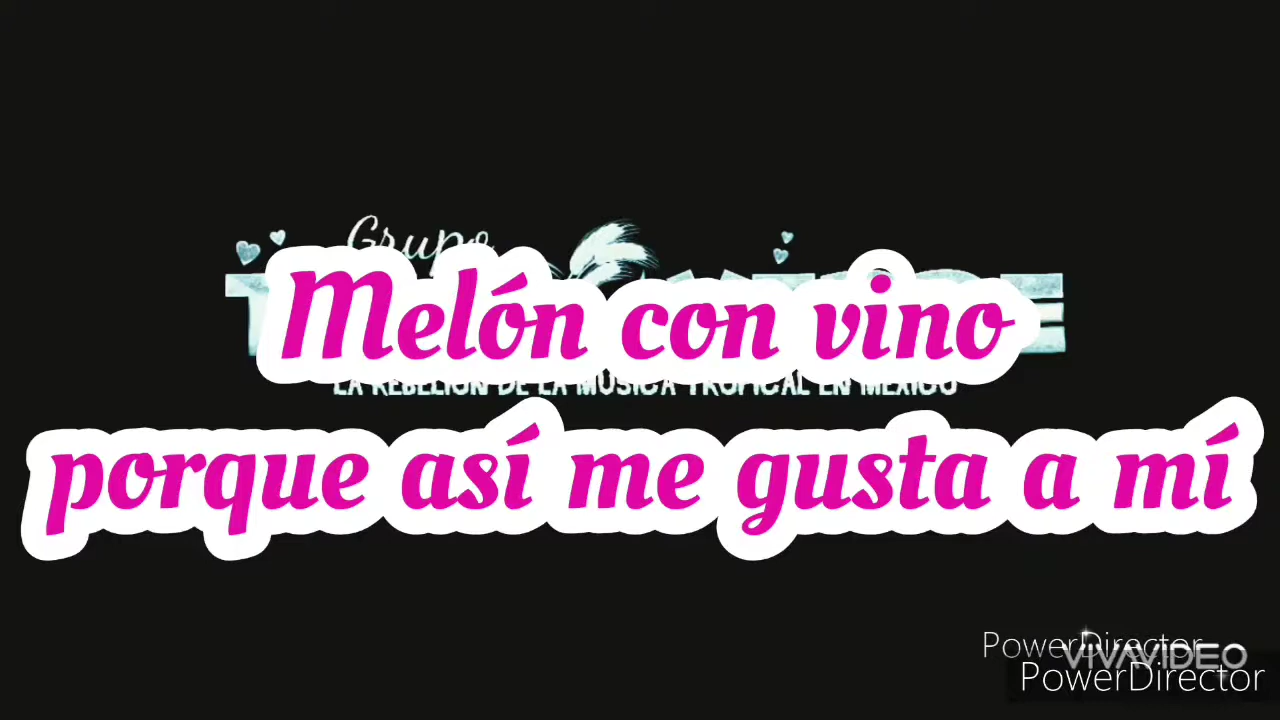 Grupo
Melón con vino
LA REBELIÓN DE LA MÚSICA TROPICAL EN MÉXICO
porque así me gusta a mí
PowerDirector
VIVAVIDEO
PowerDirector